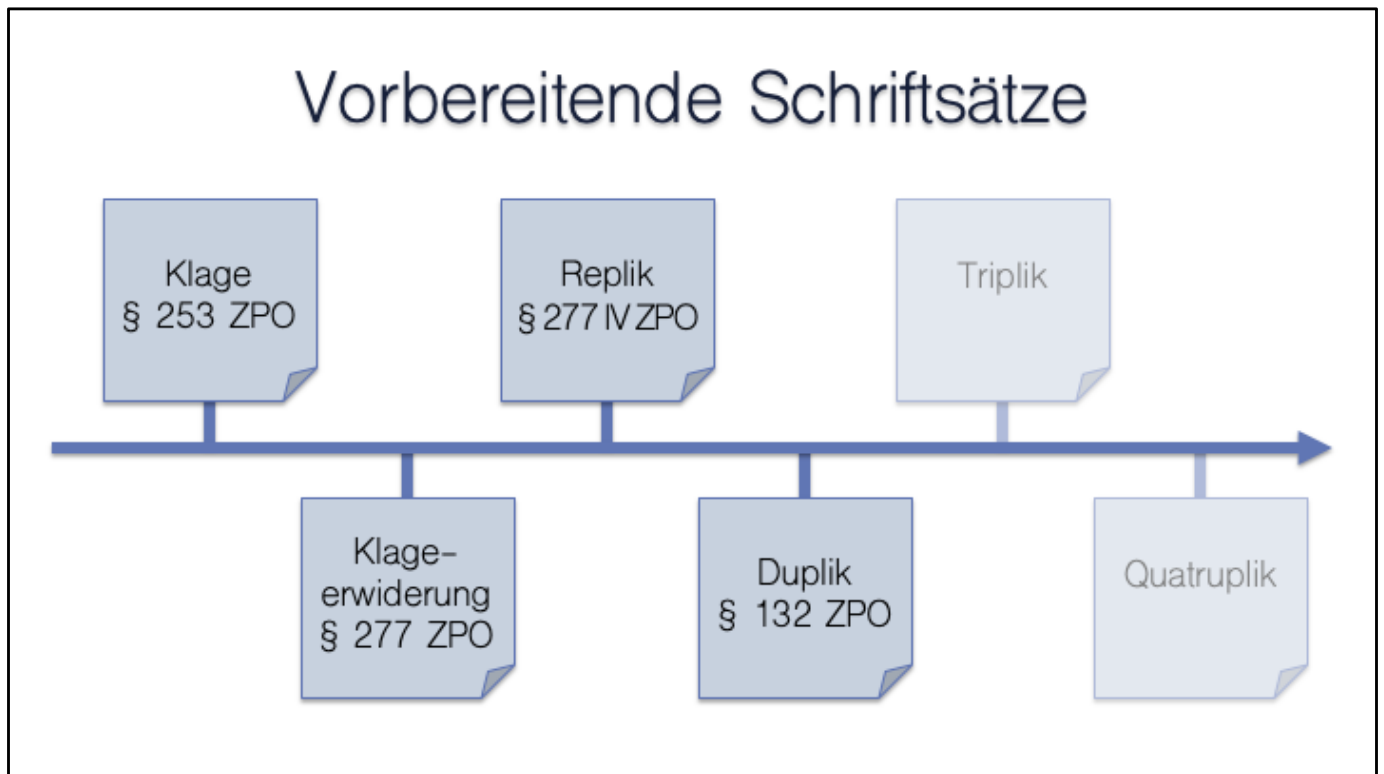 Vorbereitende Schriftsätze
Klage
§ 253 ZPO
Klage–
erwiderung
§ 277 ZPO
Replik
§ 277 IV ZPO
Duplik
§ 132 ZPO
Triplik
Quatruplik